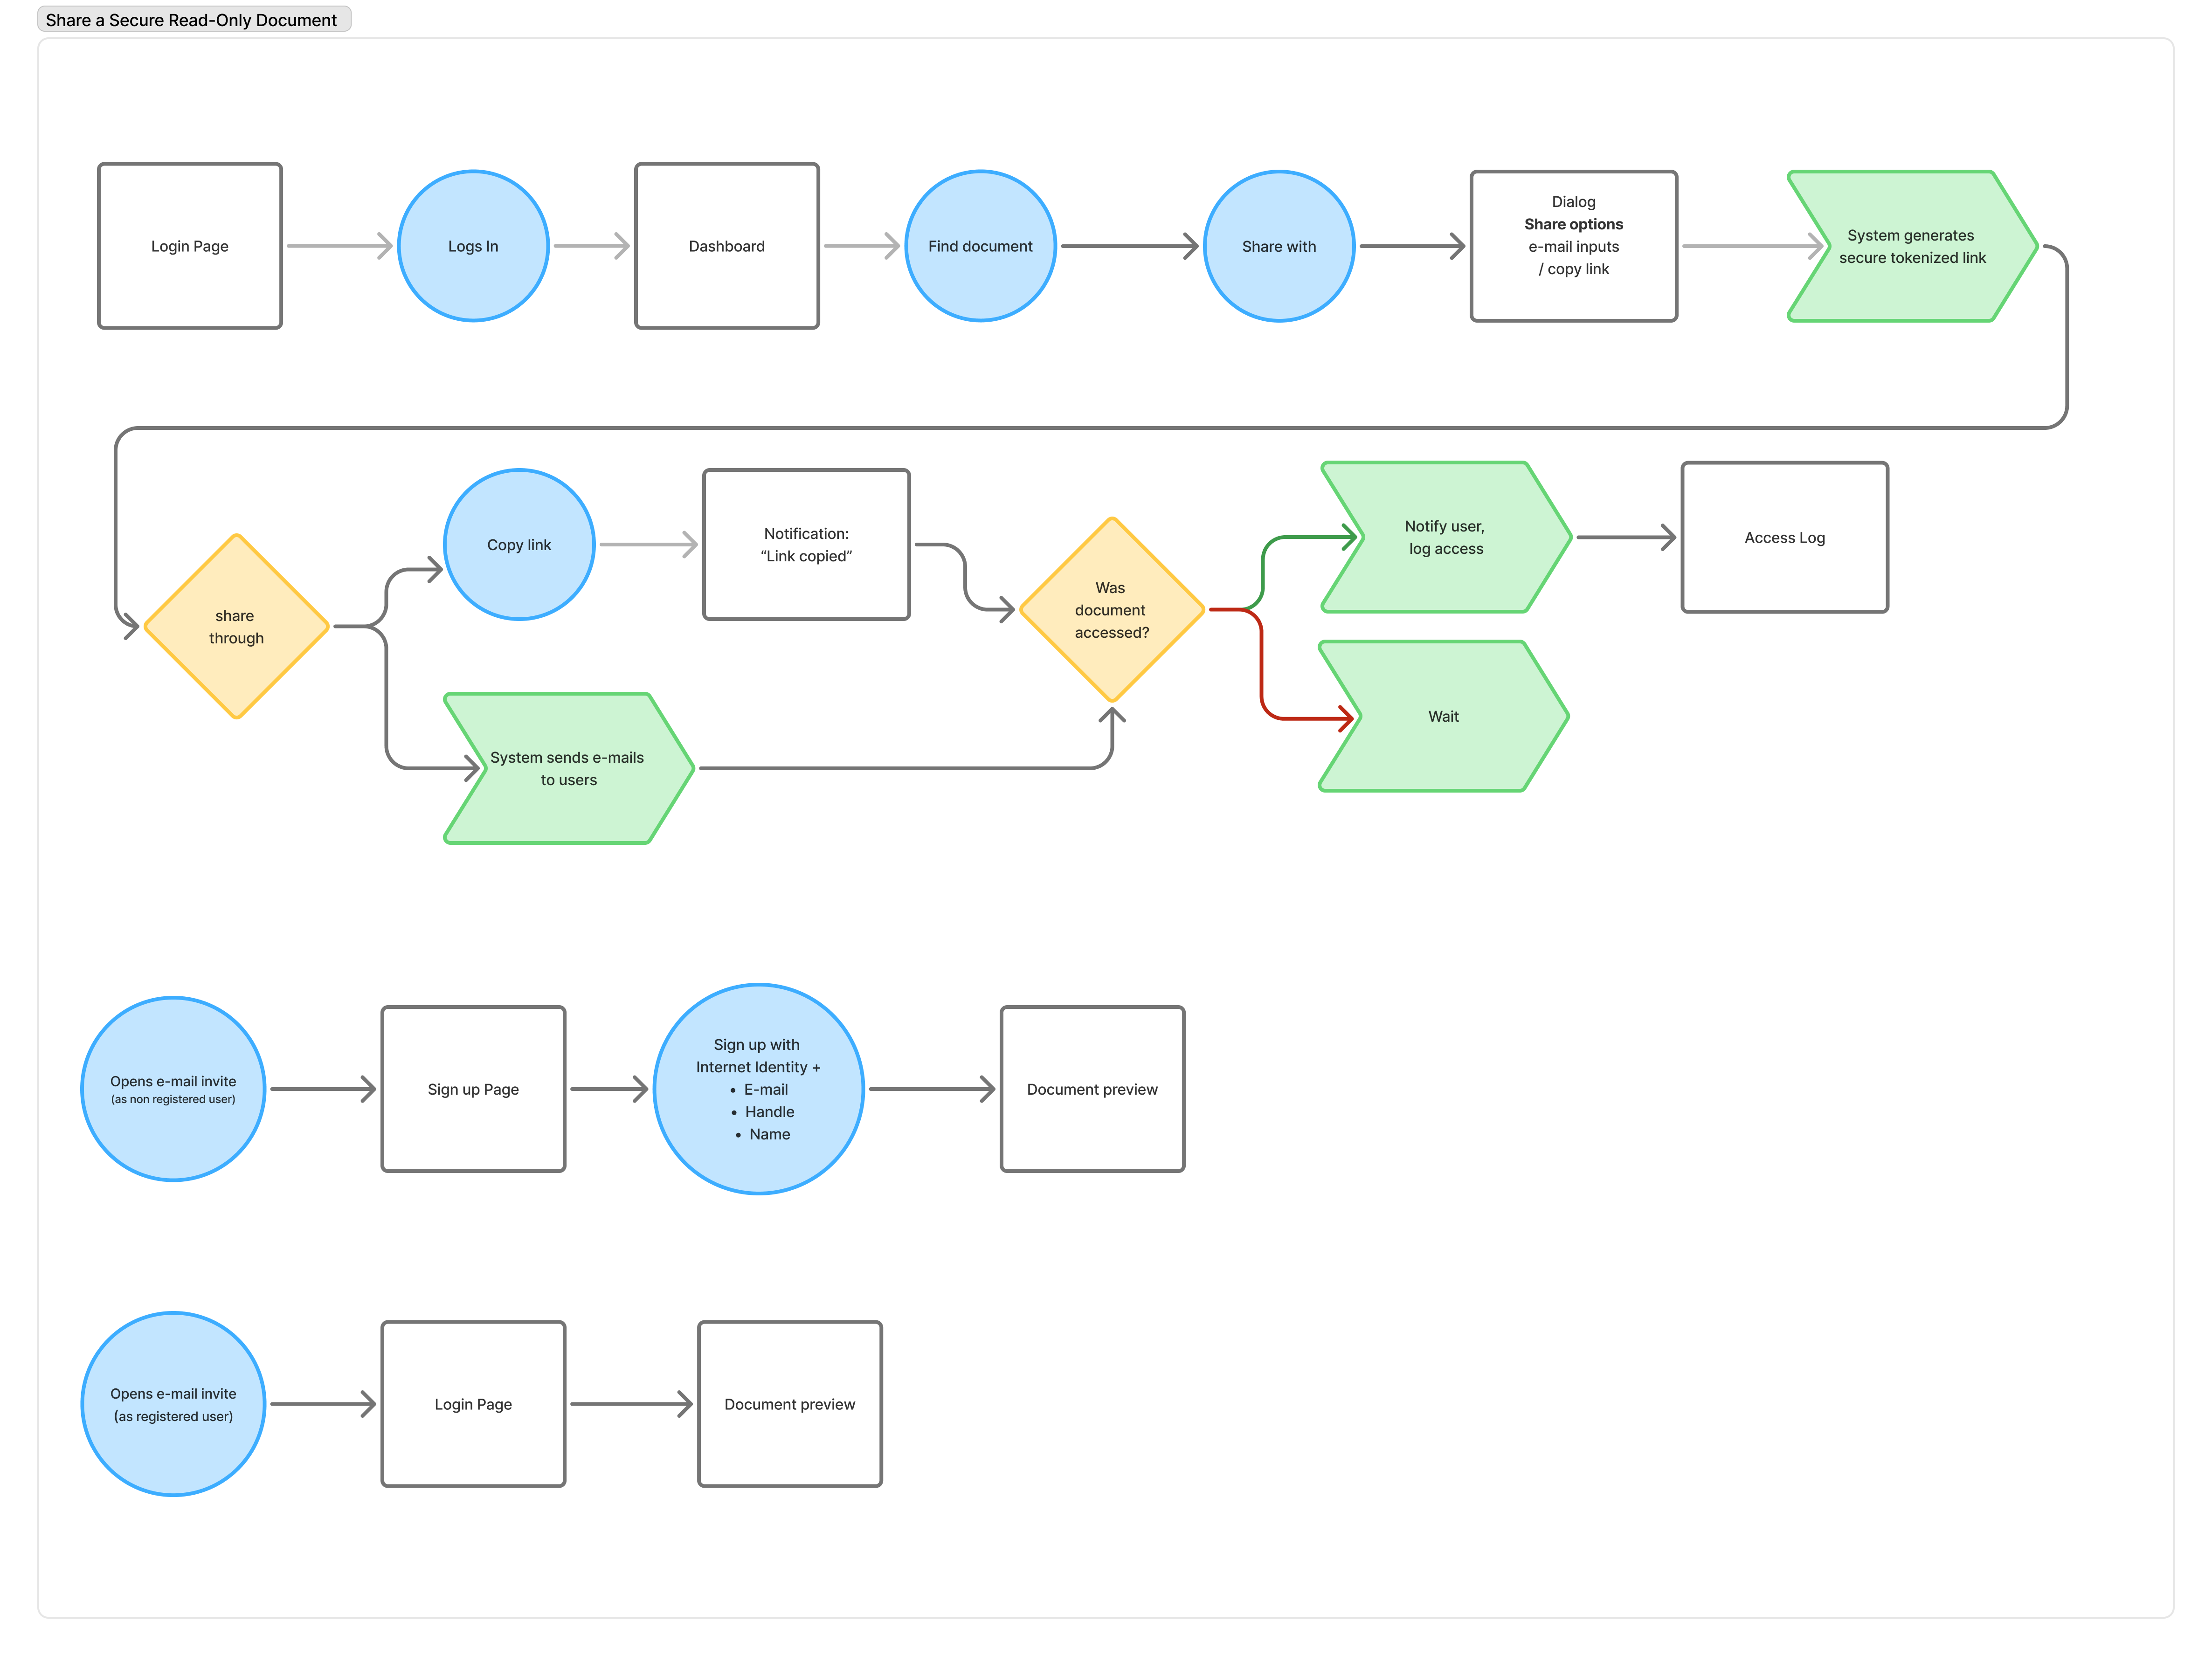 Share a Secure Read-Only Document
Login Page
Logs In
Dashboard
Find document
Share with
Dialog
Share options
e-mail inputs
/ copy link
System generates
secure tokenized link
share
through
Copy link
Notification:
“Link copied”
System sends e-mails
to users
Was
document
accessed?
Notify user,
log access
Access Log
Wait
Opens e-mail invite
(as non registered user)
Sign up Page
Sign up with
Internet Identity +
• E-mail
• Handle
• Name
Document preview
Opens e-mail invite
(as registered user)
Login Page
Document preview